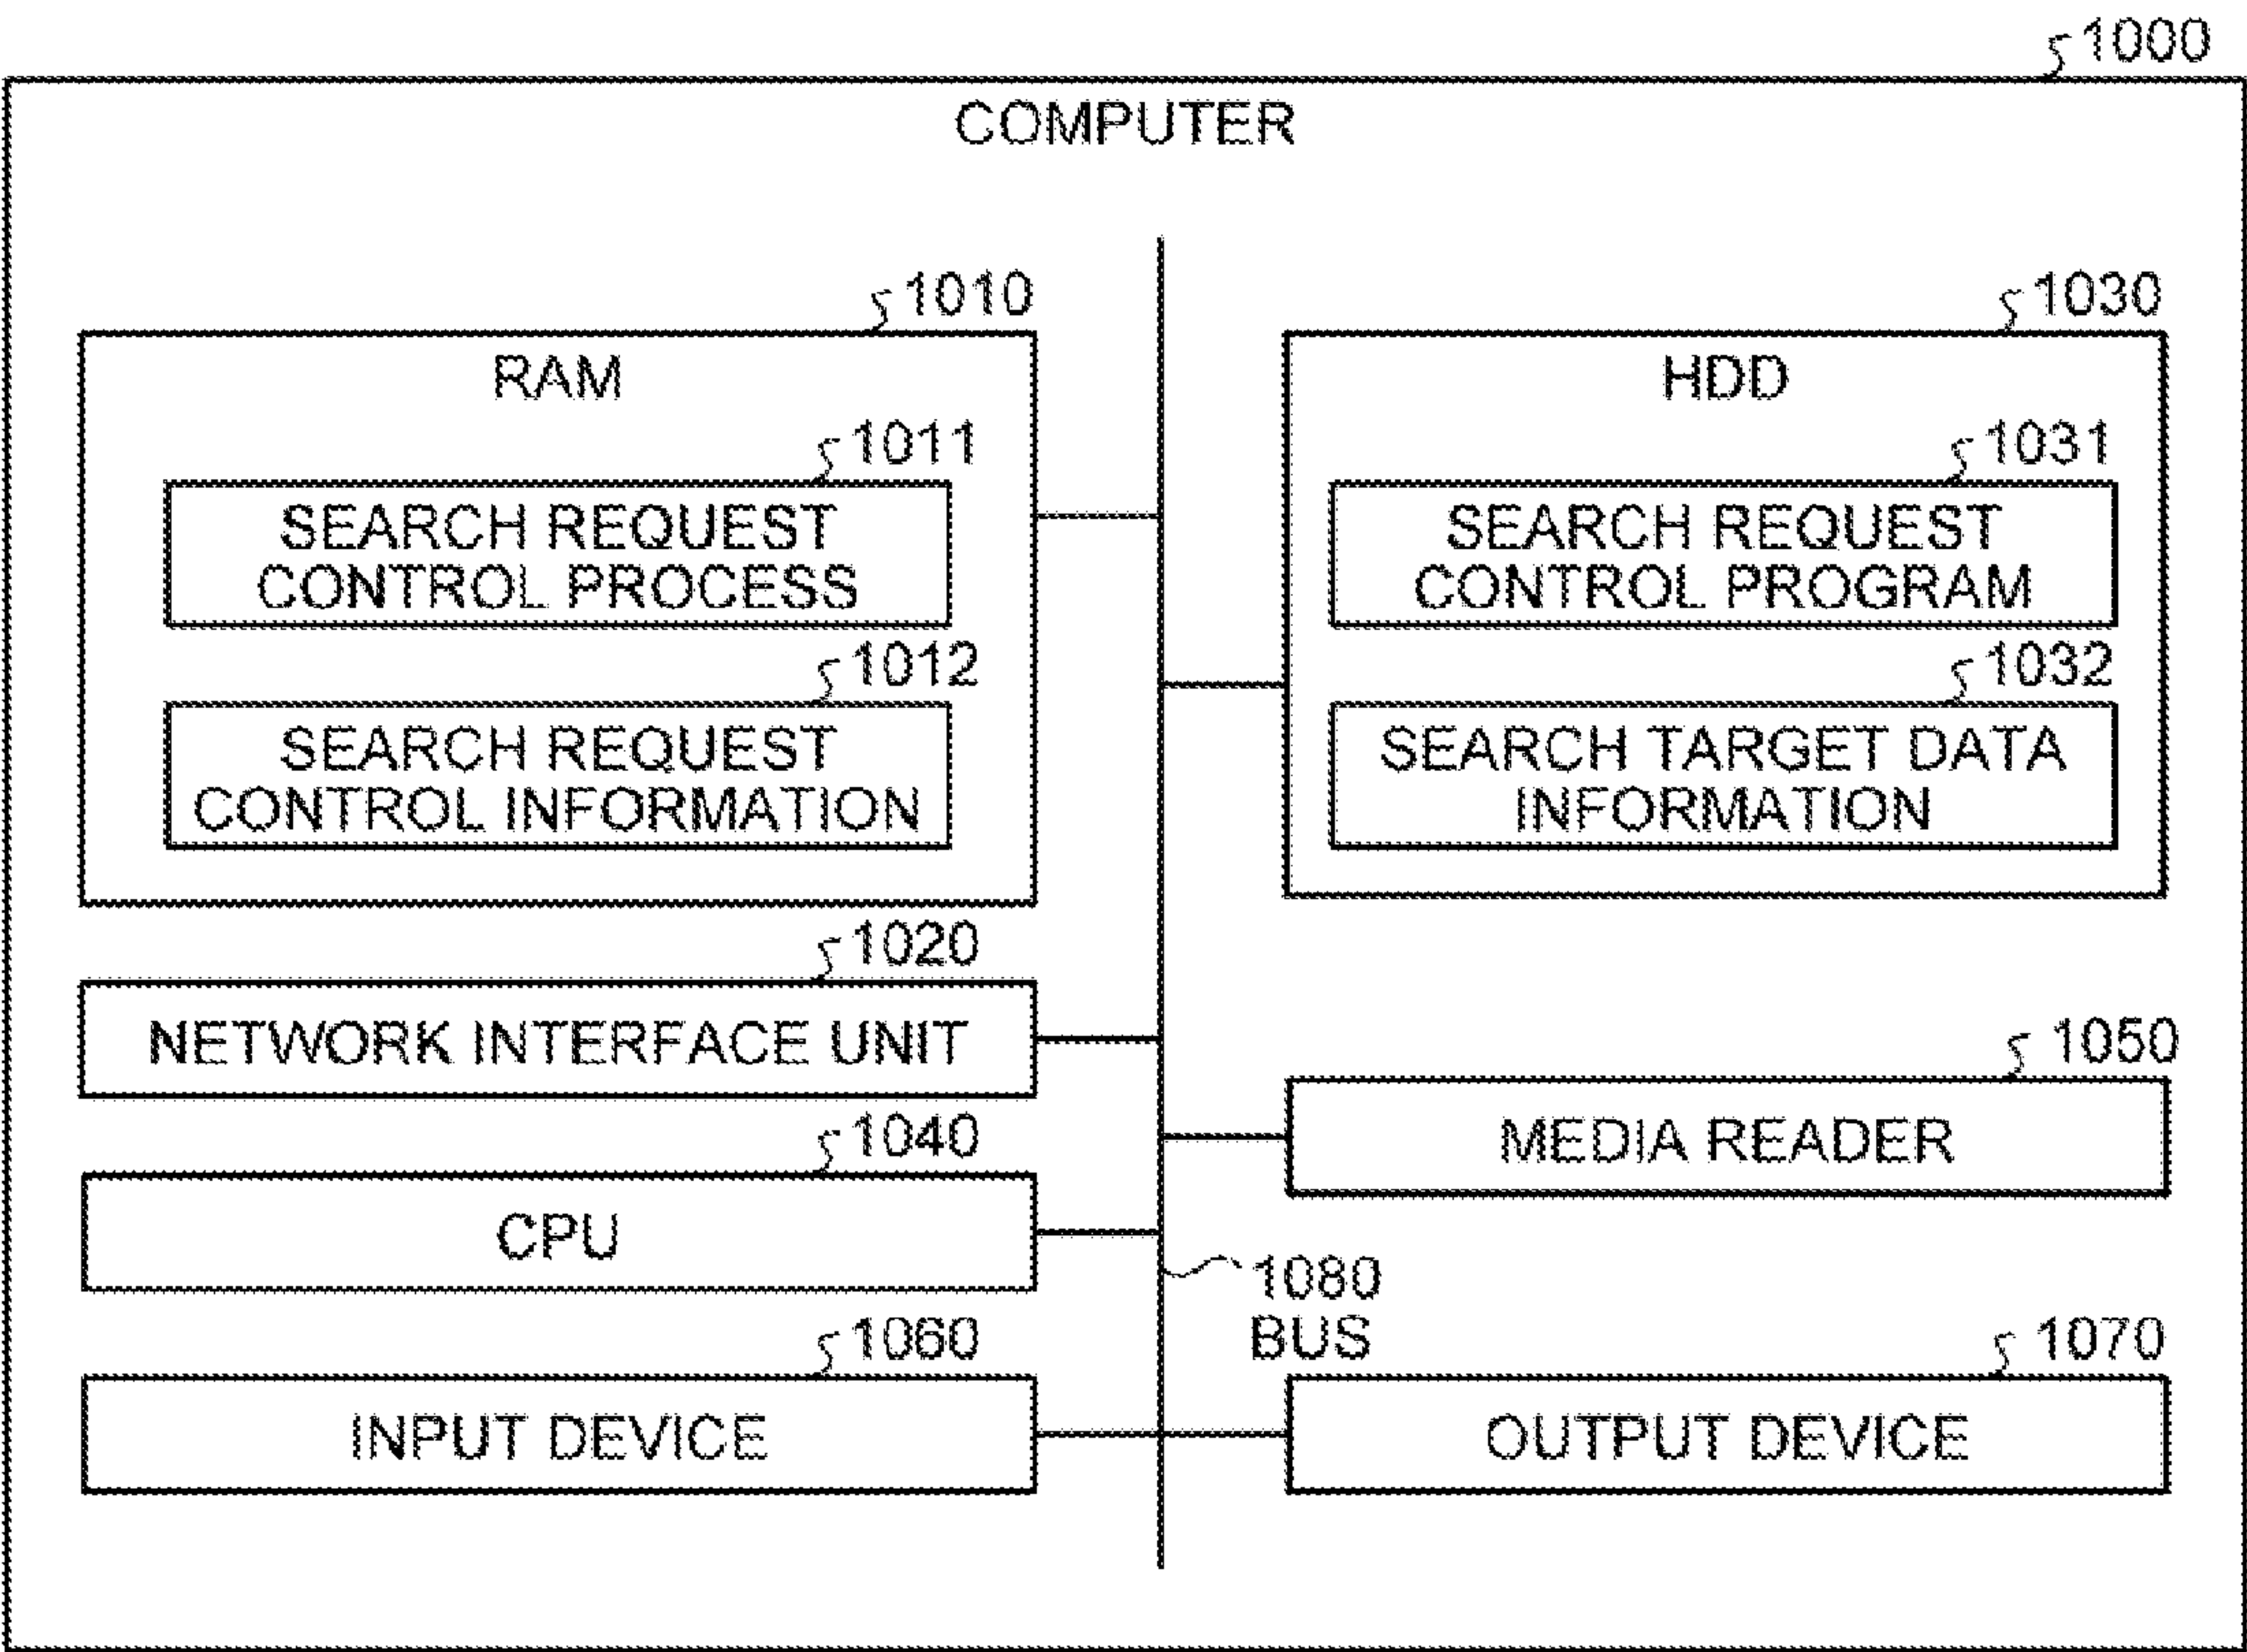 1000
COMPUTER
1010
RAM
1011
SEARCH REQUEST
CONTROL PROCESS
1012
SEARCH REQUEST
CONTROL INFORMATION
1030
HDD
1031
SEARCH REQUEST
CONTROL PROGRAM
1032
SEARCH TARGET DATA
INFORMATION
1020
NETWORK INTERFACE UNIT
1050
MEDIA READER
1040
CPU
1080
BUS
1060
INPUT DEVICE
1070
OUTPUT DEVICE